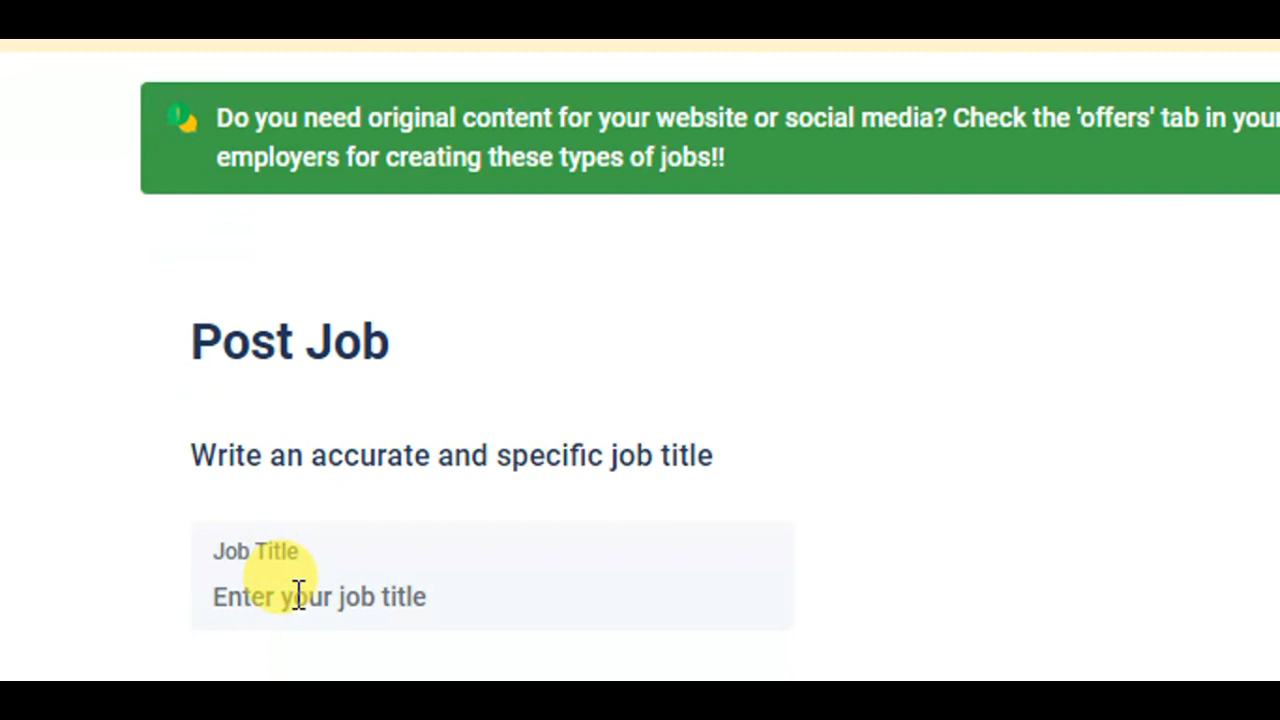 Do you need original content for your website or social media? Check the 'offers' tab in your
employers for creating these types of jobs!!
Post Job
Write an accurate and specific job title
Job Title
Enter your job title